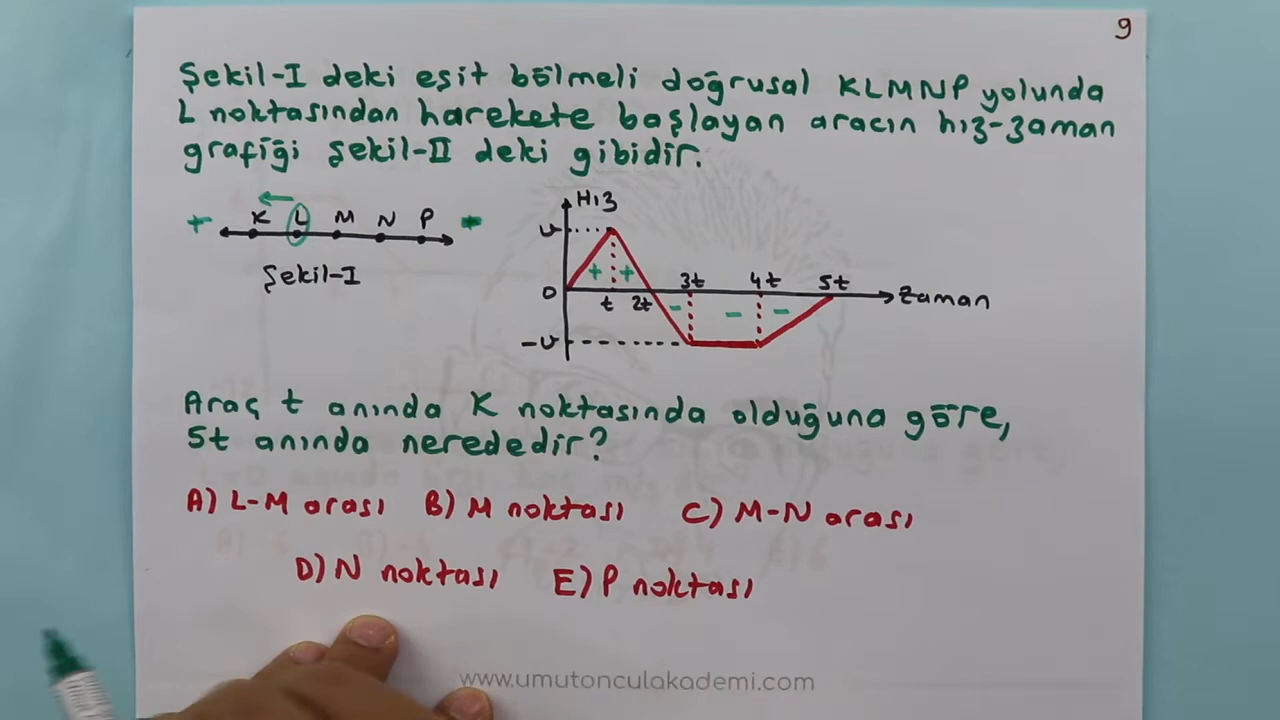 9
Şekil-I deki eşit bölmeli doğrusal KLMNP yolunda
L noktasından harekete başlayan aracın hız-zaman
grafiği şekil-II deki gibidir.
+ K L M N P -
Şekil-I
Hız
v
+ +
0 t 2t 3t 4t 5t Zaman
- - -
-v
Araç t anında K noktasında olduğuna göre,
5t anında nerededir?
A) L-M arası B) M noktası C) M-N arası
D) N noktası E) P noktası
www.umutonculakademi.com